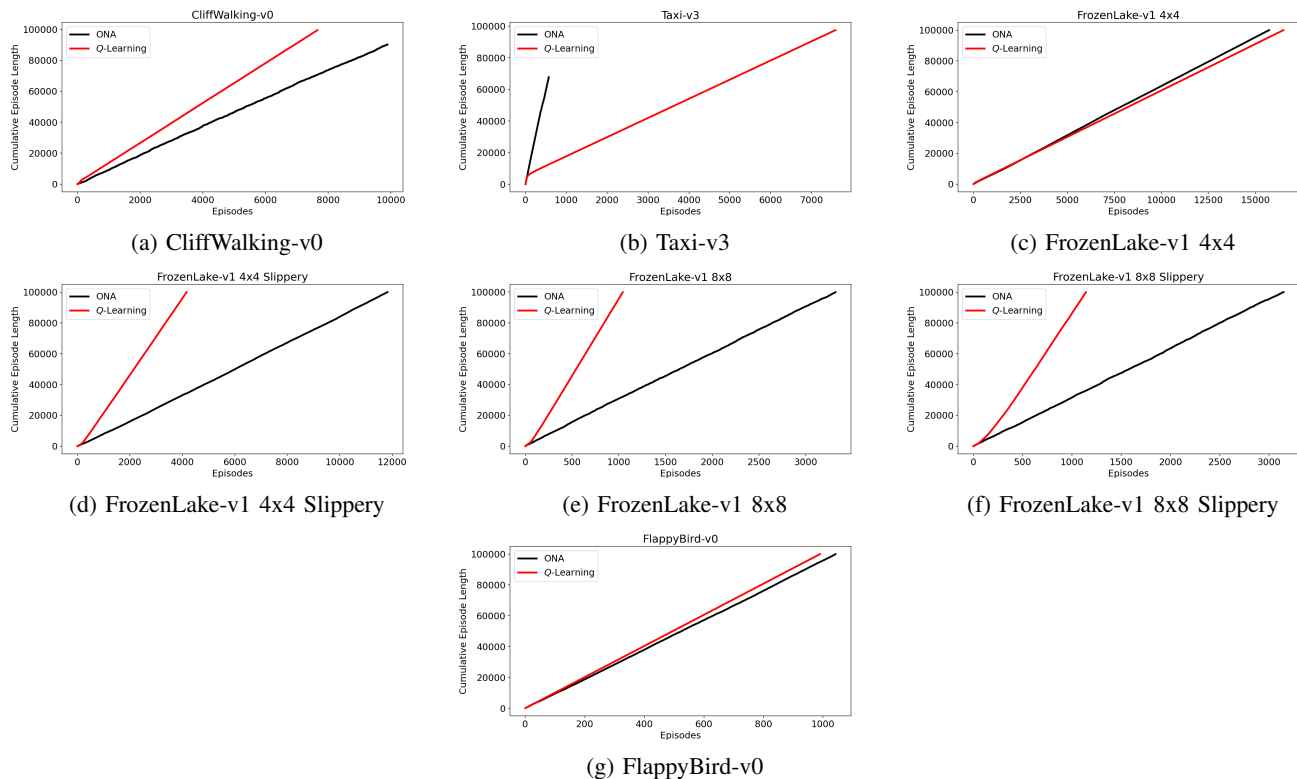 CliffWalking-v0
ONA
Q-Learning
100000
80000
60000
40000
20000
0
Cumulative Episode Length
0 2000 4000 6000 8000 10000
Episodes
(a) CliffWalking-v0
Taxi-v3
ONA
Q-Learning
100000
80000
60000
40000
20000
0
Cumulative Episode Length
0 1000 2000 3000 4000 5000 6000 7000
Episodes
(b) Taxi-v3
FrozenLake-v1 4x4
ONA
Q-Learning
100000
80000
60000
40000
20000
0
Cumulative Episode Length
0 2500 5000 7500 10000 12500 15000
Episodes
(c) FrozenLake-v1 4x4
FrozenLake-v1 4x4 Slippery
ONA
Q-Learning
100000
80000
60000
40000
20000
0
Cumulative Episode Length
0 2000 4000 6000 8000 10000 12000
Episodes
(d) FrozenLake-v1 4x4 Slippery
FrozenLake-v1 8x8
ONA
Q-Learning
100000
80000
60000
40000
20000
0
Cumulative Episode Length
0 500 1000 1500 2000 2500 3000
Episodes
(e) FrozenLake-v1 8x8
FrozenLake-v1 8x8 Slippery
ONA
Q-Learning
100000
80000
60000
40000
20000
0
Cumulative Episode Length
0 500 1000 1500 2000 2500 3000
Episodes
(f) FrozenLake-v1 8x8 Slippery
FlappyBird-v0
ONA
Q-Learning
100000
80000
60000
40000
20000
0
Cumulative Episode Length
0 200 400 600 800 1000
Episodes
(g) FlappyBird-v0